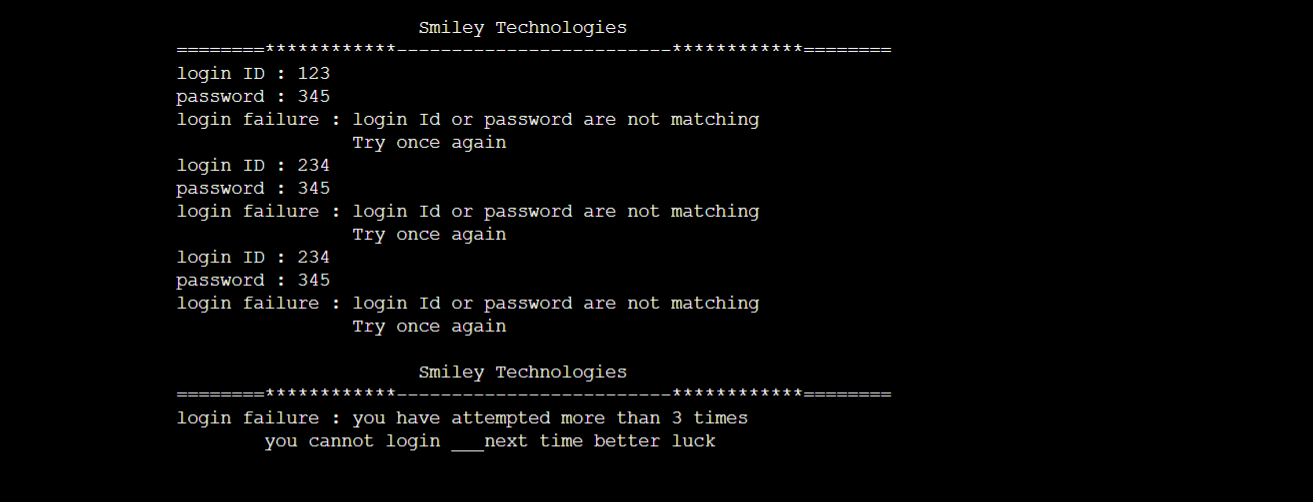 Smiley Technologies
========************-------------------------************========
login ID : 123
password : 345
login failure : login Id or password are not matching
Try once again
login ID : 234
password : 345
login failure : login Id or password are not matching
Try once again
login ID : 234
password : 345
login failure : login Id or password are not matching
Try once again
Smiley Technologies
========************-------------------------************========
login failure : you have attempted more than 3 times
you cannot login ___next time better luck